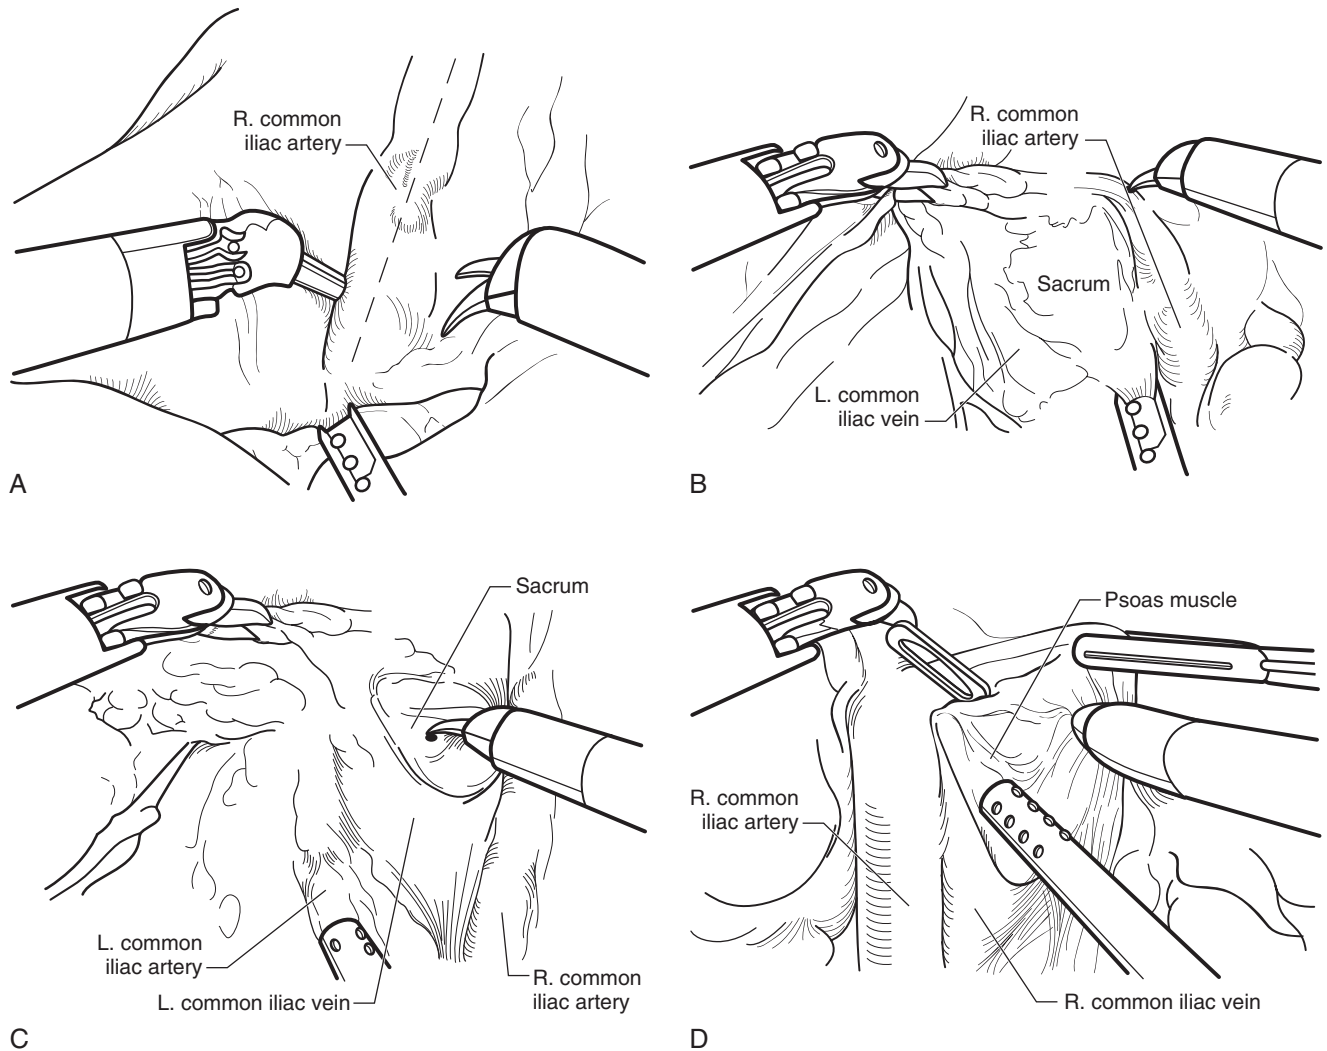 R. common
iliac artery
A
R. common
iliac artery
Sacrum
L. common
iliac vein
B
Sacrum
L. common
iliac artery
L. common iliac vein
R. common
iliac artery
C
Psoas muscle
R. common
iliac artery
R. common iliac vein
D